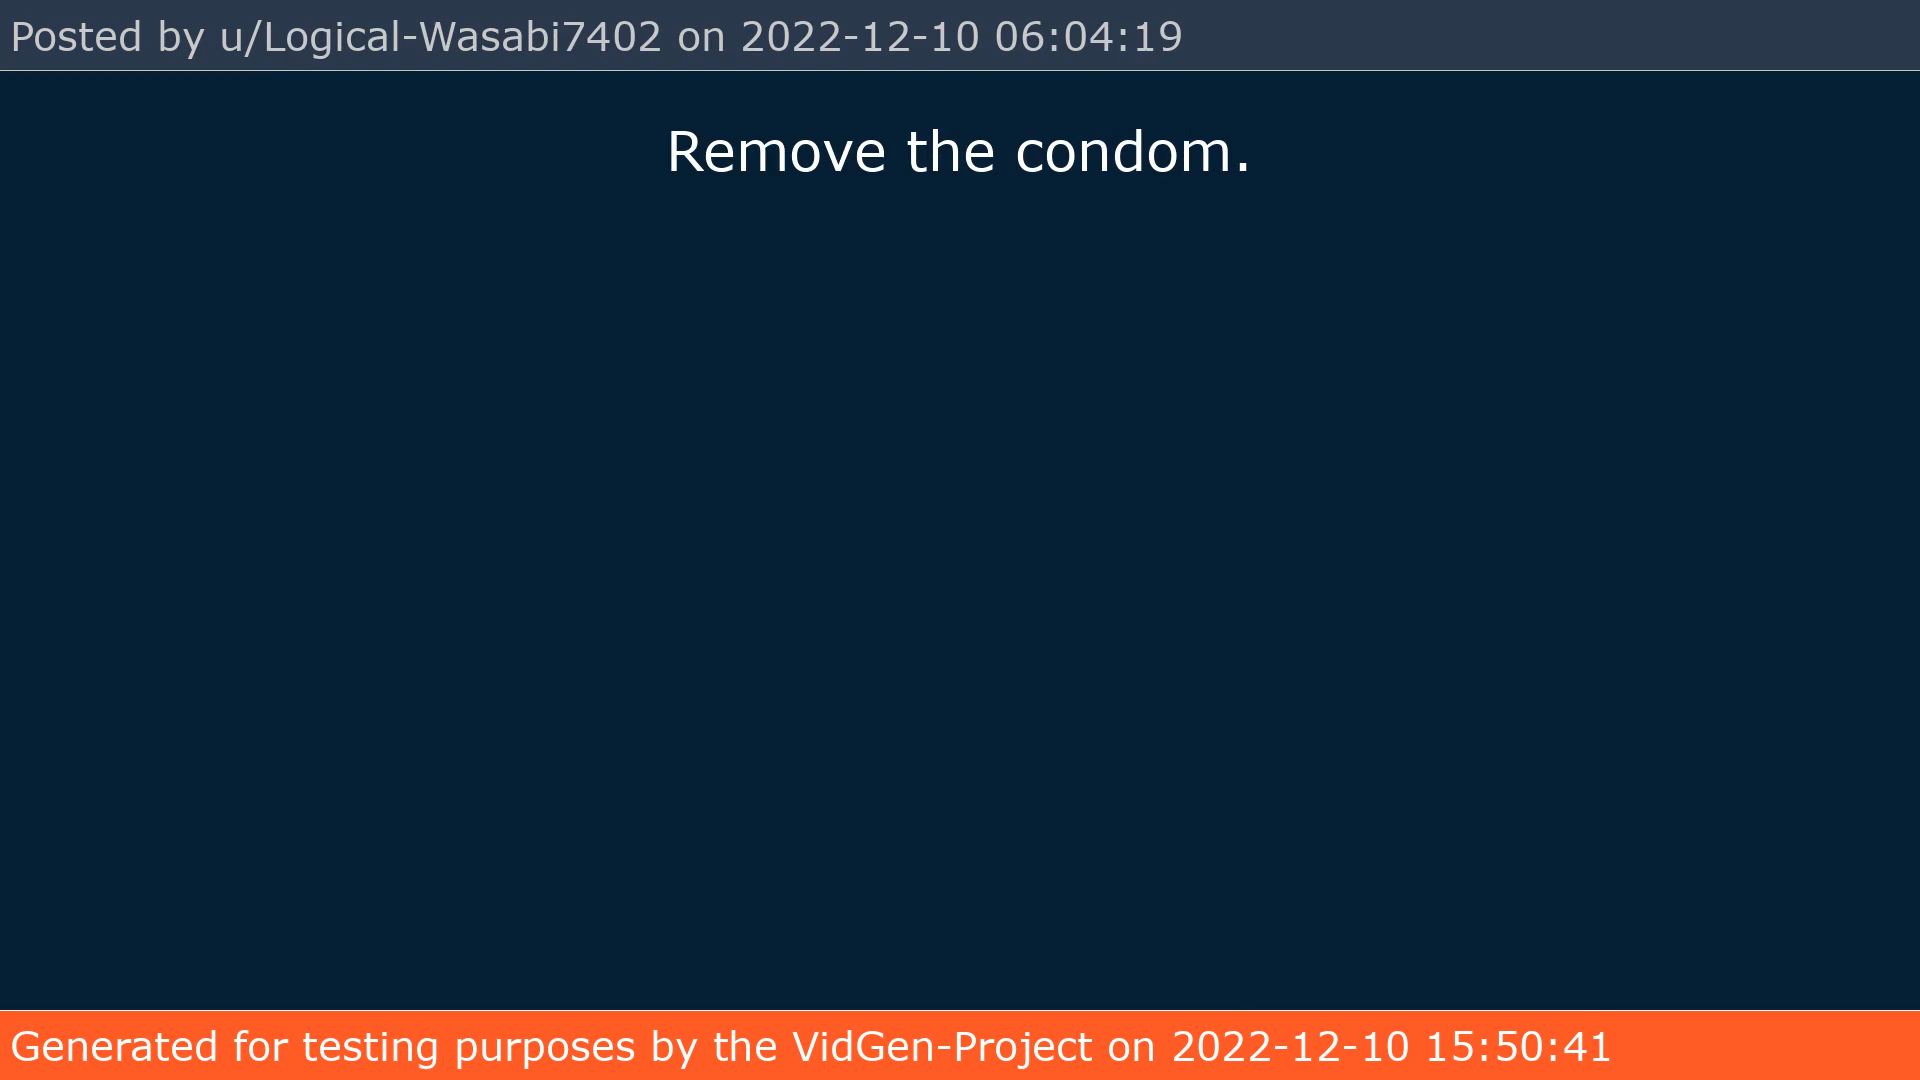 Posted by u/Logical-Wasabi7402 on 2022-12-10 06:04:19
Remove the condom.
Generated for testing purposes by the VidGen-Project on 2022-12-10 15:50:41